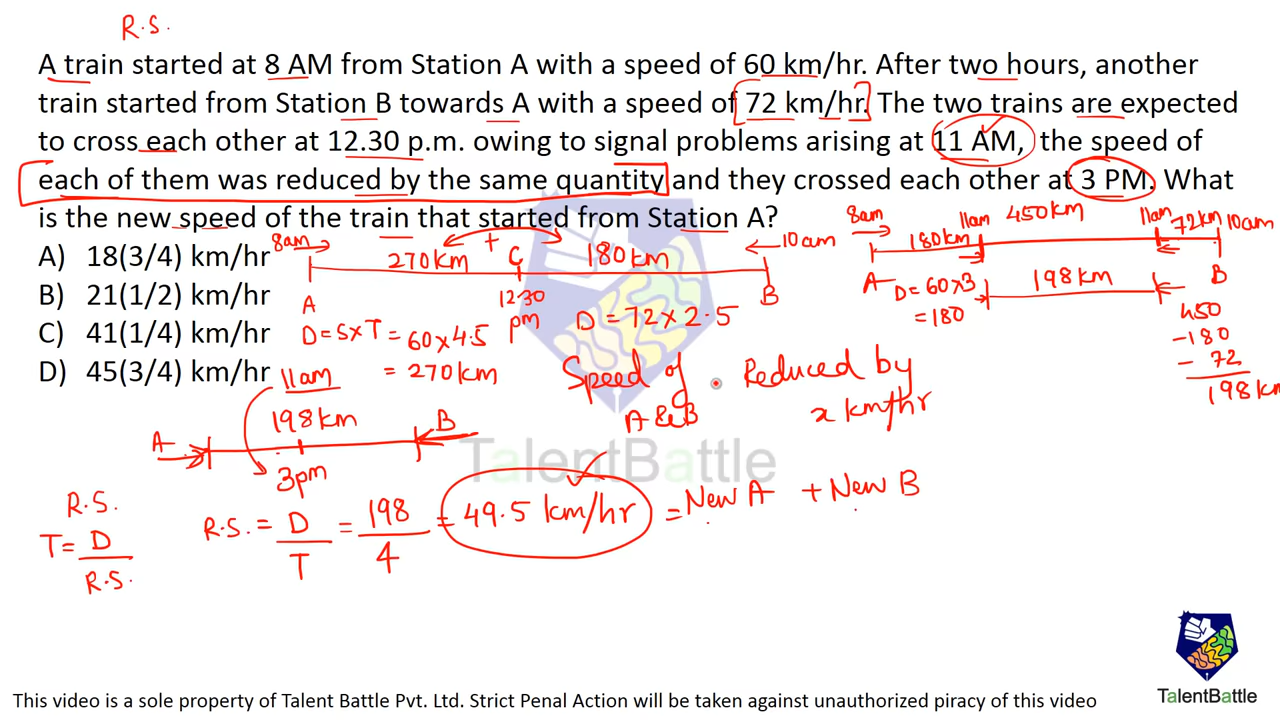 R.S.
A train started at 8 AM from Station A with a speed of 60 km/hr. After two hours, another
train started from Station B towards A with a speed of 72 km/hr. The two trains are expected
to cross each other at 12.30 p.m. owing to signal problems arising at 11 AM, the speed of
each of them was reduced by the same quantity and they crossed each other at 3 PM. What
is the new speed of the train that started from Station A?
A) 18(3/4) km/hr
B) 21(1/2) km/hr
C) 41(1/4) km/hr
D) 45(3/4) km/hr
8am + 10am
270km C 180km
A 12:30 pm B
D = S×T = 60×4.5
= 270km
D = 72×2.5
8am 11am 450km 11am 72km 10am
180km
A D = 60×3 198km B
= 180
450
-180
- 72
198km
Speed of A&B Reduced by x km/hr
11am
198km
A B
3pm
TalentBattle
R.S.
T = D/R.S.
R.S. = D/T = 198/4 = 49.5 km/hr = New A + New B
TalentBattle
This video is a sole property of Talent Battle Pvt. Ltd. Strict Penal Action will be taken against unauthorized piracy of this video